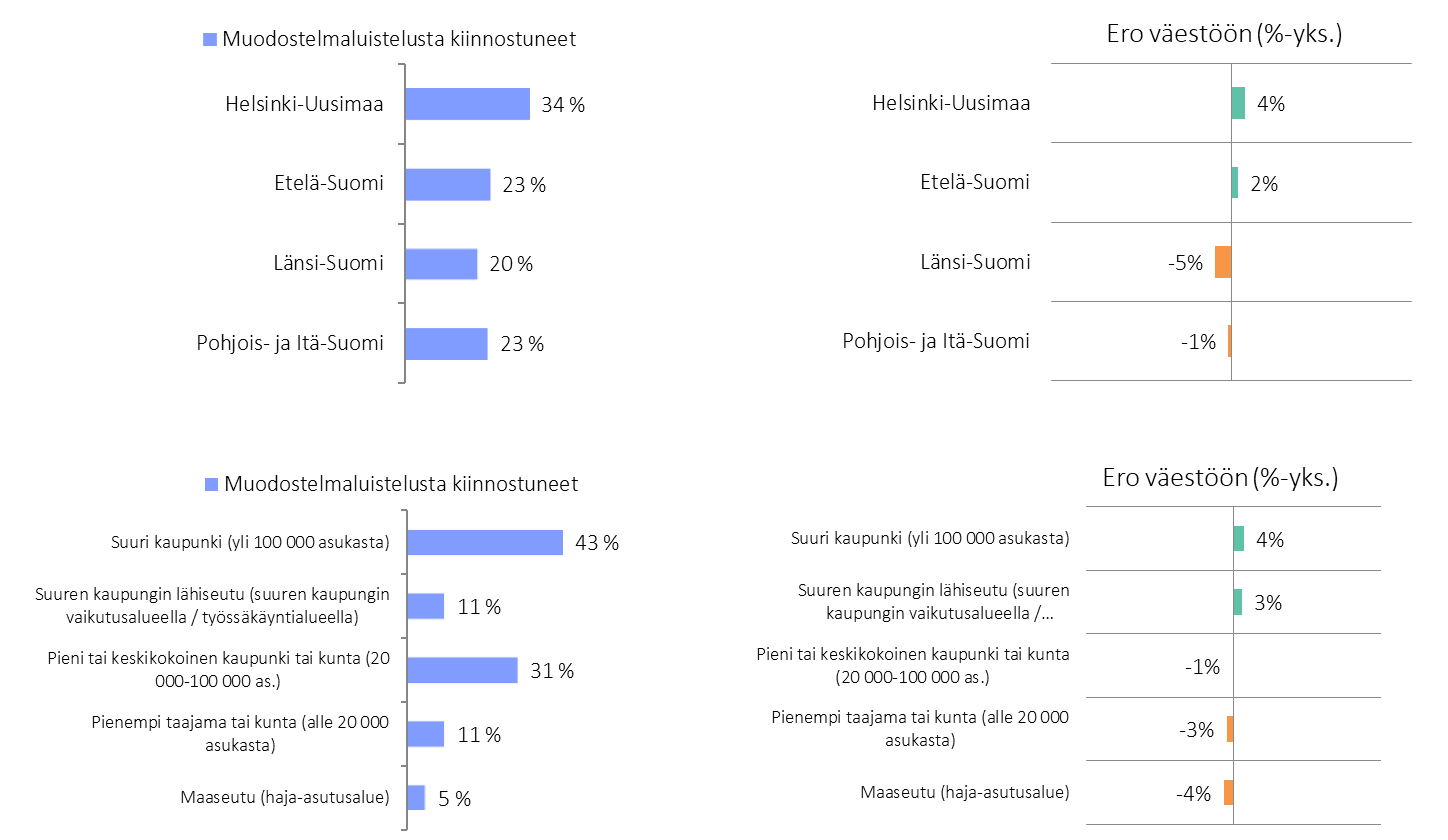 Muodostelmaluistelusta kiinnostuneet
Helsinki-Uusimaa
34 %
Etelä-Suomi
23 %
Länsi-Suomi
20 %
Pohjois- ja Itä-Suomi
23 %
Ero väestöön (%-yks.)
Helsinki-Uusimaa
4%
Etelä-Suomi
2%
Länsi-Suomi
-5%
Pohjois- ja Itä-Suomi
-1%
Muodostelmaluistelusta kiinnostuneet
Suuri kaupunki (yli 100 000 asukasta)
43 %
Suuren kaupungin lähiseutu (suuren kaupungin
vaikutusalueella / työssäkäyntialueella)
11 %
Pieni tai keskikokoinen kaupunki tai kunta (20
000-100 000 as.)
31 %
Pienempi taajama tai kunta (alle 20 000
asukasta)
11 %
Maaseutu (haja-asutusalue)
5 %
Ero väestöön (%-yks.)
Suuri kaupunki (yli 100 000 asukasta)
4%
Suuren kaupungin lähiseutu (suuren
kaupungin vaikutusalueella /...
3%
Pieni tai keskikokoinen kaupunki tai kunta
(20 000-100 000 as.)
-1%
Pienempi taajama tai kunta (alle 20 000
asukasta)
-3%
Maaseutu (haja-asutusalue)
-4%